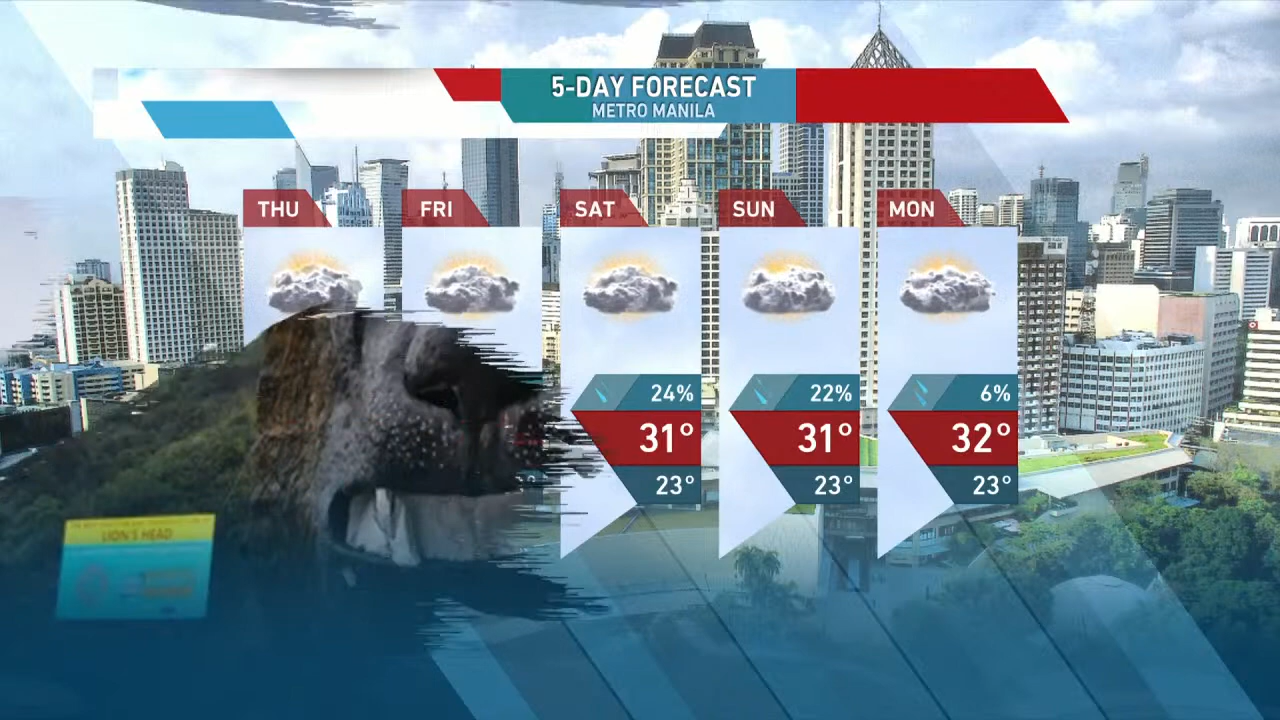 5-DAY FORECAST
METRO MANILA
THU
FRI
SAT
SUN
MON
24%
22%
6%
31°
31°
32°
23°
23°
23°
LION'S HEAD